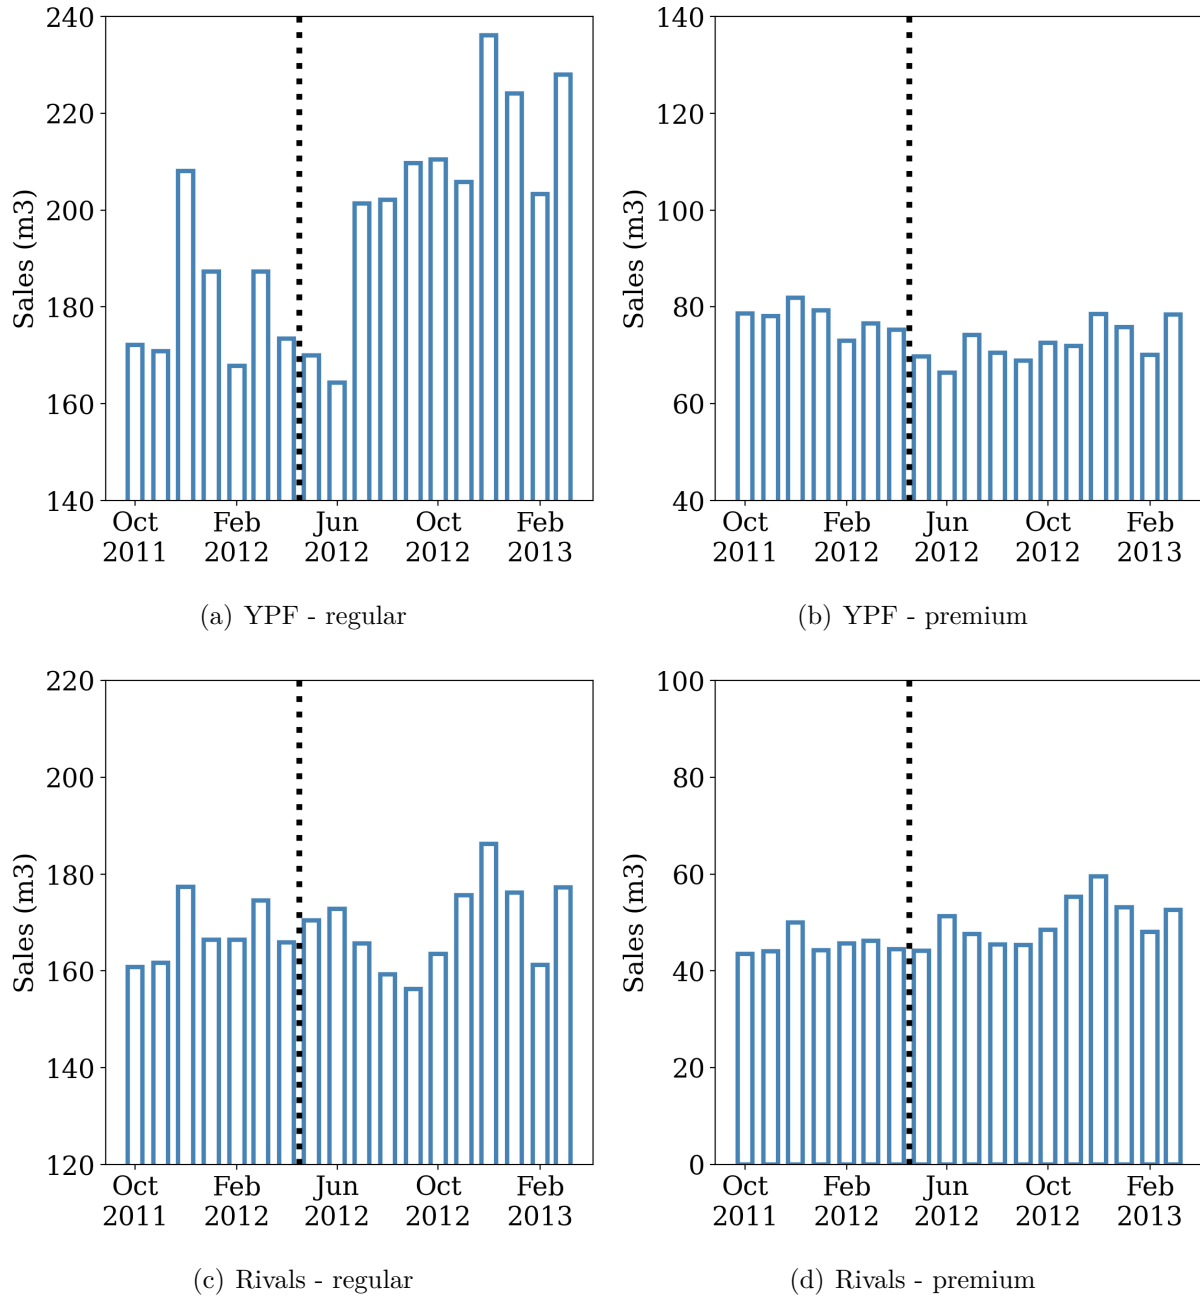 240
220
200
180
160
140
Sales (m3)
Oct
2011
Feb
2012
Jun
2012
Oct
2012
Feb
2013
(a) YPF - regular
140
120
100
80
60
40
Sales (m3)
Oct
2011
Feb
2012
Jun
2012
Oct
2012
Feb
2013
(b) YPF - premium
220
200
180
160
140
120
Sales (m3)
Oct
2011
Feb
2012
Jun
2012
Oct
2012
Feb
2013
(c) Rivals - regular
100
80
60
40
20
0
Sales (m3)
Oct
2011
Feb
2012
Jun
2012
Oct
2012
Feb
2013
(d) Rivals - premium